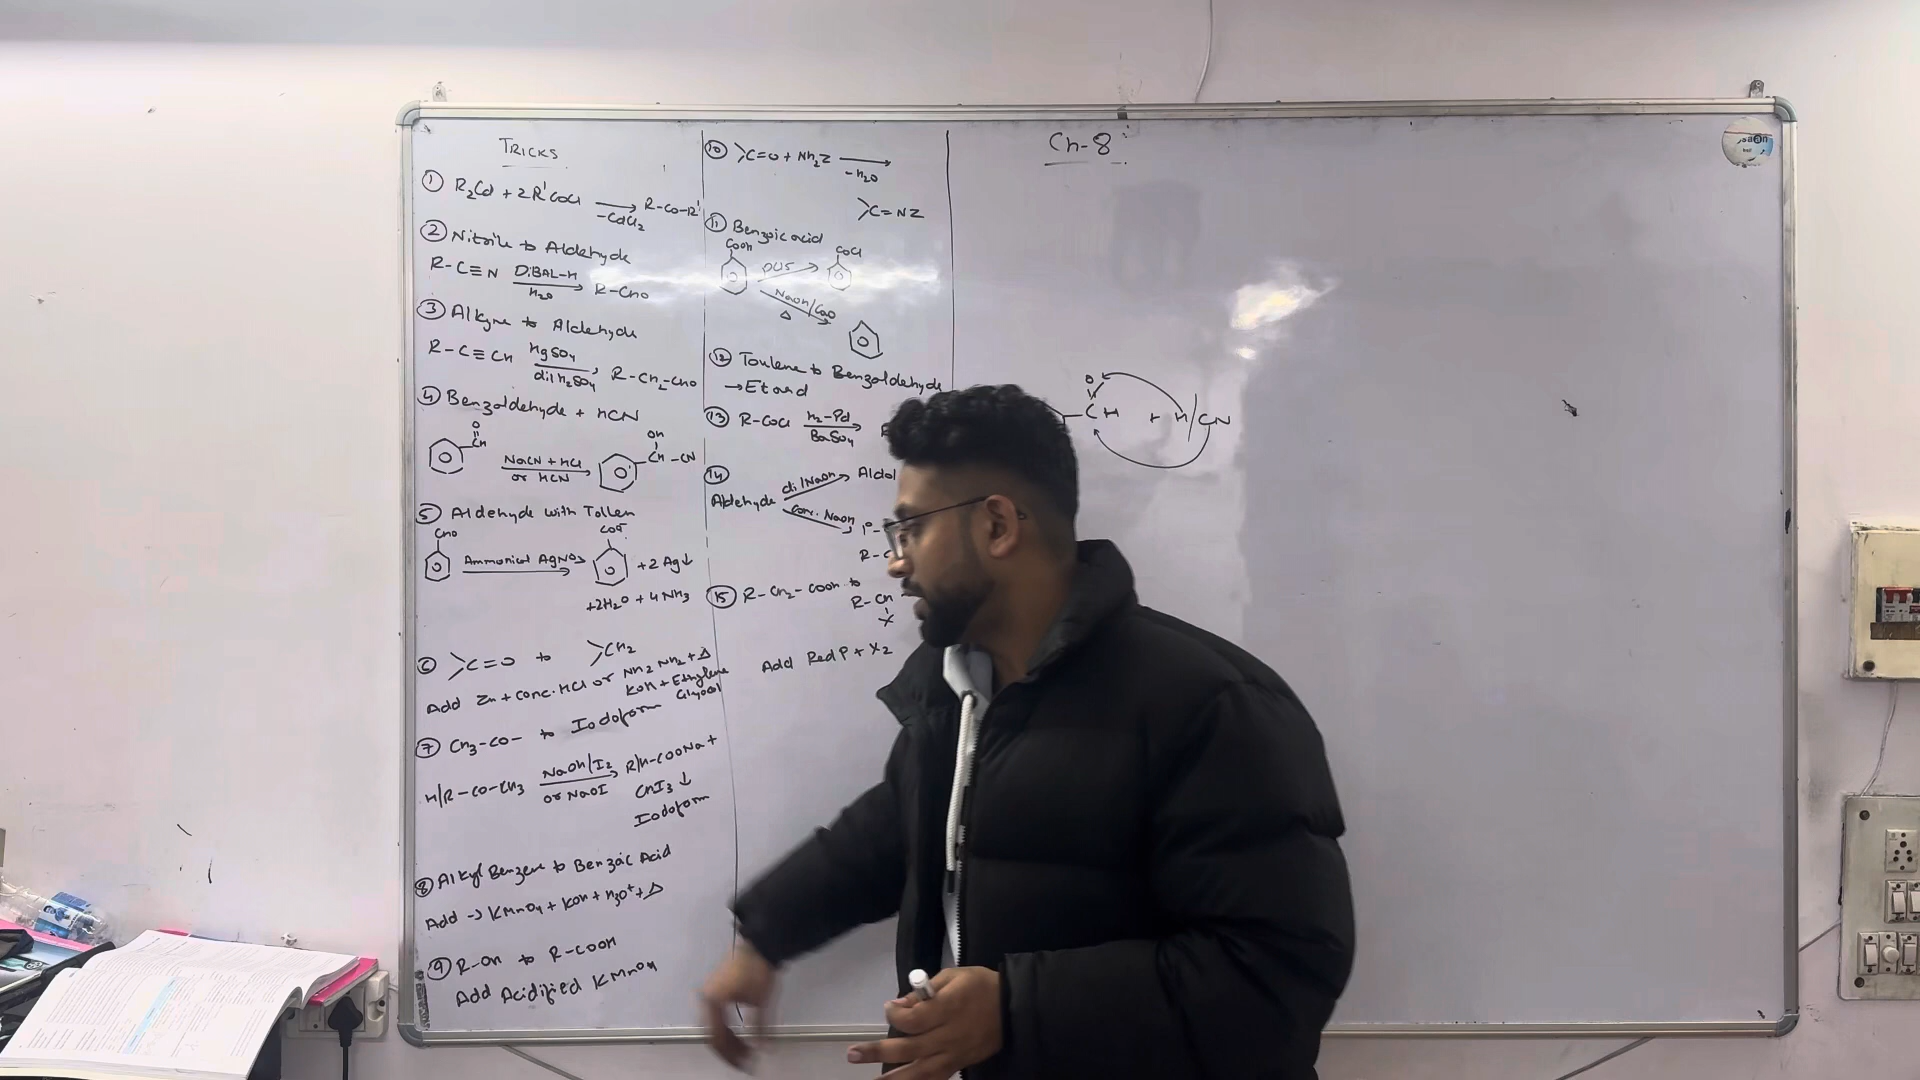 TRICKS
① R₂Cd + 2R'COCl → R-CO-R'
-CdCl₂
② Nitrile to Aldehyde
R-C≡N DiBAL-H → R-CHO
H₂O
③ Alkyne to Aldehyde
R-C≡CH HgSO₄ R-CH₂-CHO
dil H₂SO₄
④ Benzaldehyde + HCN
O
CH
NaCN + HCl
or HCN
OH
CH-CN
⑤ Aldehyde with Tollen
CHO
Ammonical AgNO₃
COO⁻
+2Ag↓
+2H₂O + 4NH₃
⑥ >C=O to >CH₂
Add Zn + conc. HCl or NH₂NH₂ + Δ
KOH + Ethylene
Glycol
⑦ CH₃-CO- to Iodoform
H/R-CO-CH₃ NaOH/I₂ → R/H-COONa +
or NaOI CHI₃↓
Iodoform
⑧ Alkyl Benzene to Benzoic Acid
Add → KMnO₄ + KOH + H₃O⁺ + Δ
⑨ R-OH to R-COOH
Add Acidified KMnO₄
⑩ >C=O + NH₂Z →
-H₂O
>C=NZ
⑪ Benzoic acid
COOH
PCl5
COCl
NaOH/CaO
Δ
⑫ Toulene to Benzaldehyde
→ Etard
⑬ R-COCl H₂-Pd →
BaSO₄
⑭
Aldehyde dil NaOH → Aldol
conc. NaOH → 1°-
R-C
⑮ R-CH₂-COOH to
R-CH
X
Add Red P + X₂
Ch-8
O
CH + H/CN